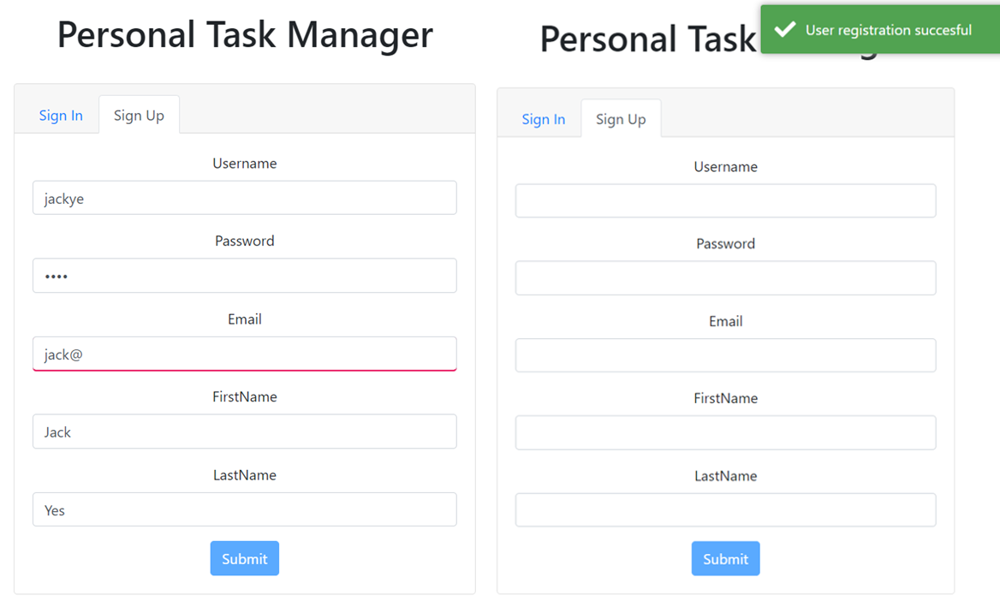 Personal Task Manager
Sign In
Sign Up
Username
jackye
Password
••••
Email
jack@
FirstName
Jack
LastName
Yes
Submit
Personal Task
User registration succesful
Sign In
Sign Up
Username
Password
Email
FirstName
LastName
Submit